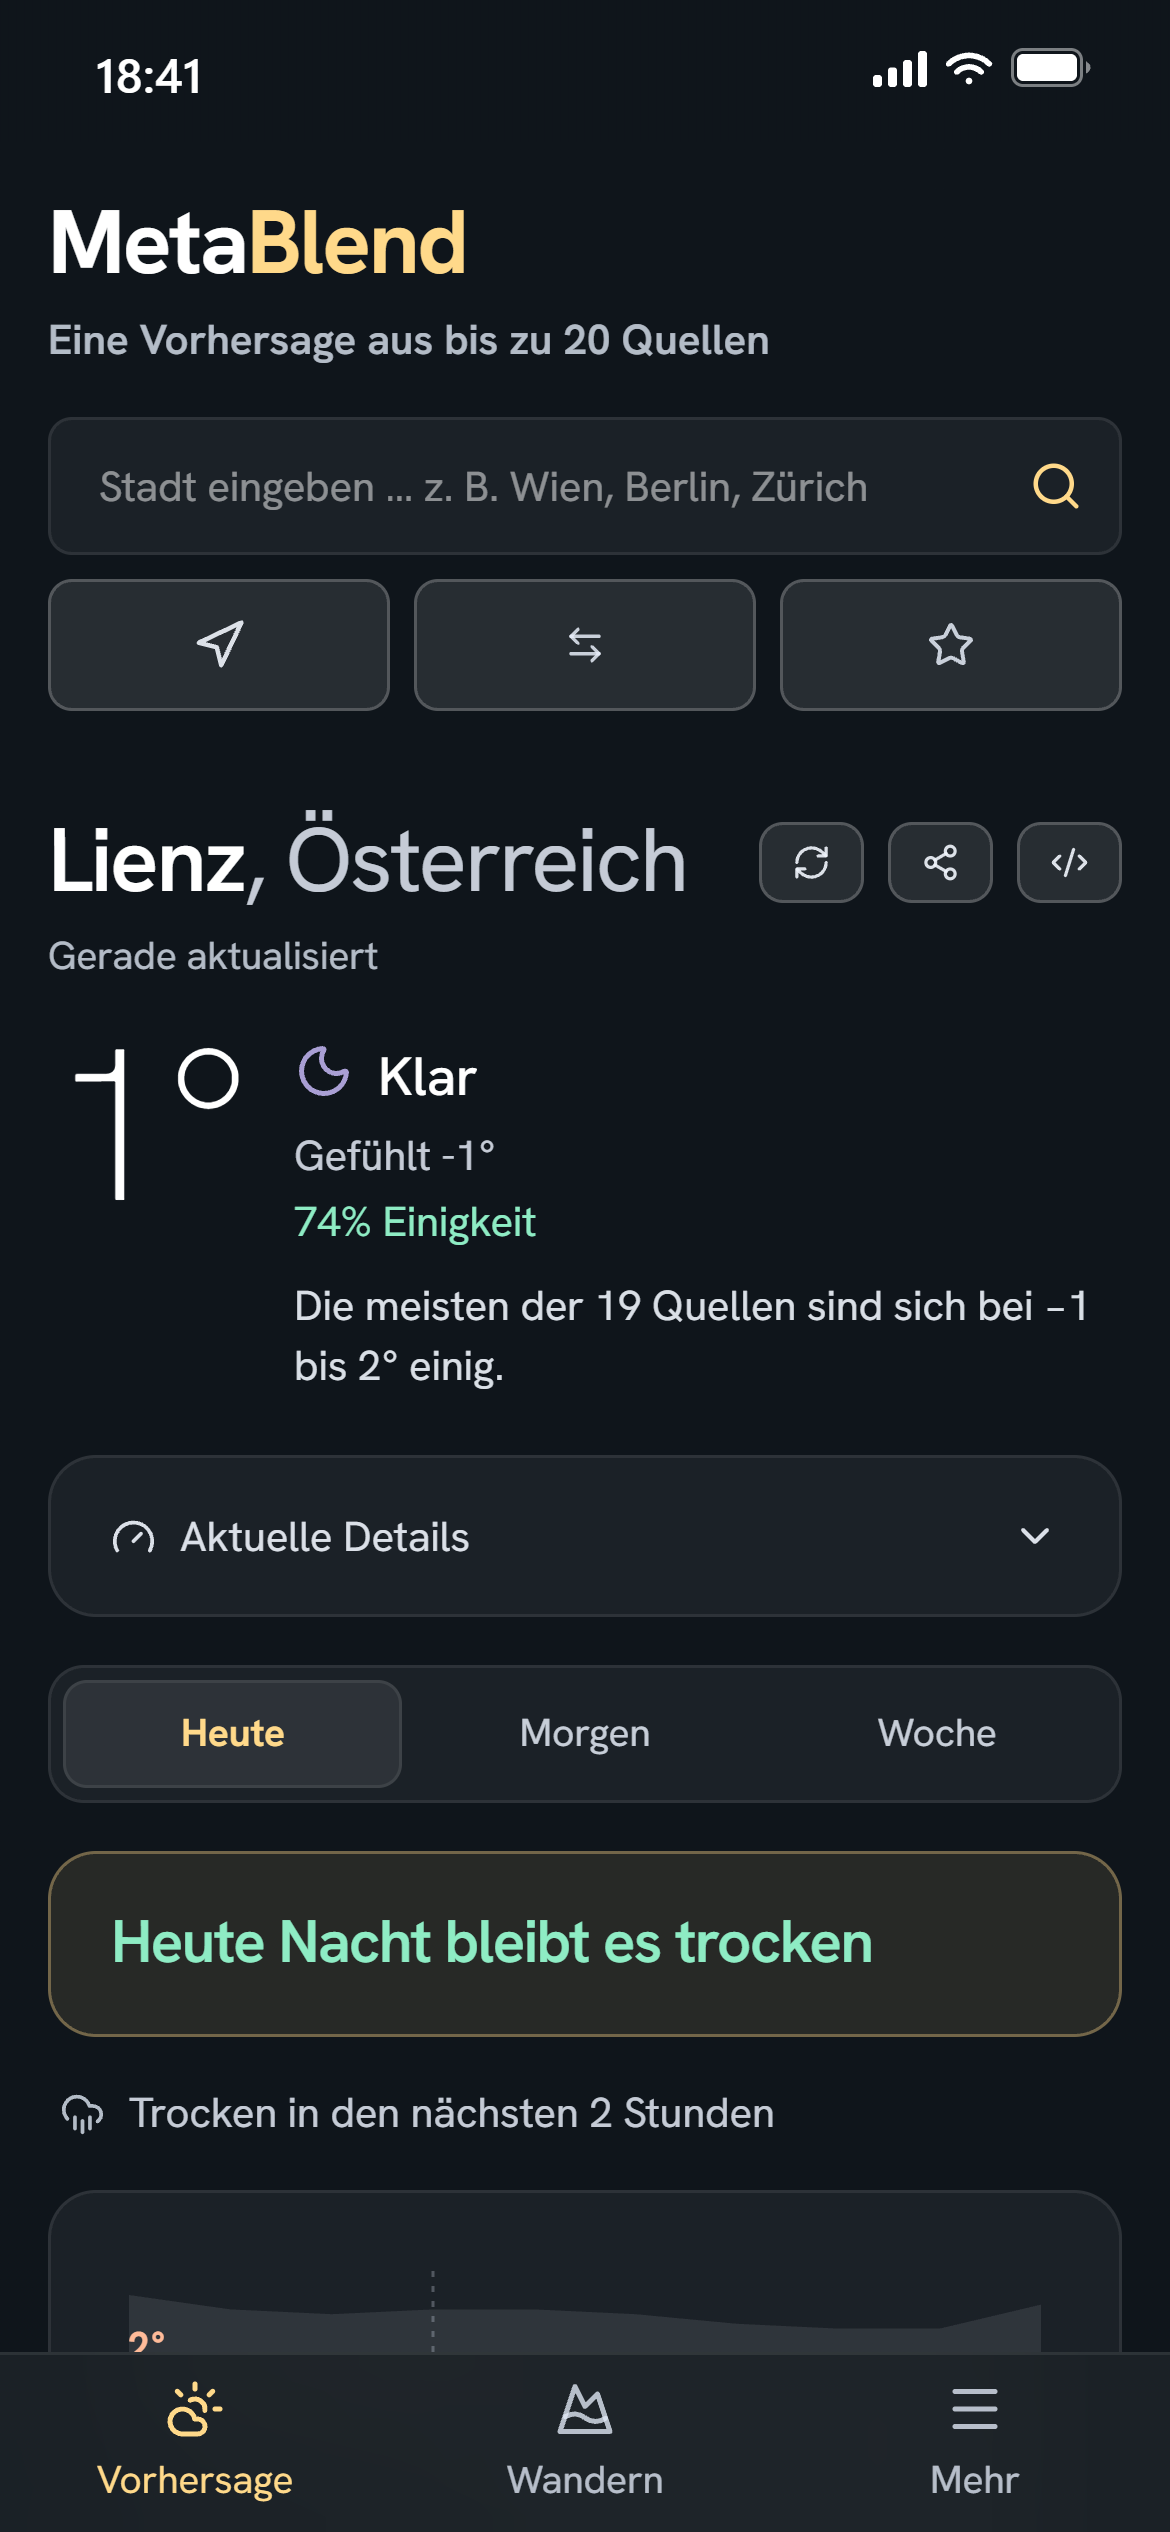 18:41
MetaBlend
Eine Vorhersage aus bis zu 20 Quellen
Stadt eingeben ... z. B. Wien, Berlin, Zürich
Lienz, Österreich
Gerade aktualisiert
1°
Klar
Gefühlt -1°
74% Einigkeit
Die meisten der 19 Quellen sind sich bei −1
bis 2° einig.
Aktuelle Details
Heute
Morgen
Woche
Heute Nacht bleibt es trocken
Trocken in den nächsten 2 Stunden
2°
Vorhersage
Wandern
Mehr